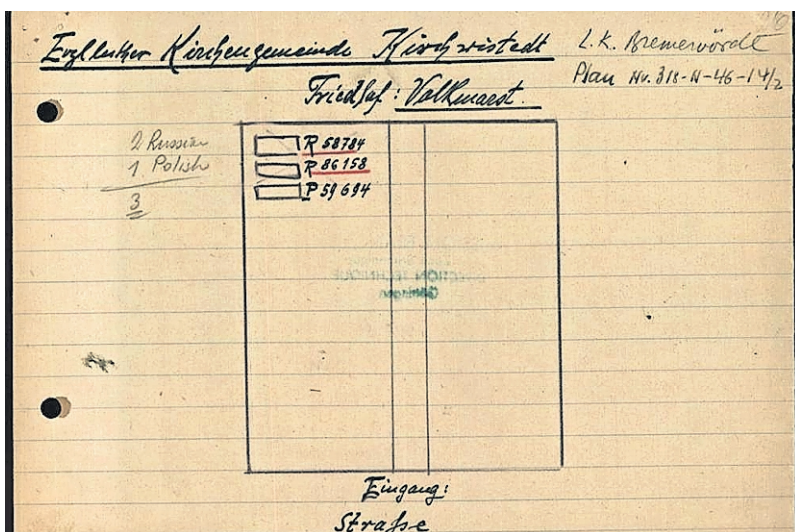 Evgl luther Kirchengemeinde Kirchwistedt
L.K. Bremervörde
Plan Nr. 318-N-46-14/2
Friedhof: Volkmarst.
2 Russian
1 Polish
3
R 58784
R 86158
P 59694
Eingang:
Straße